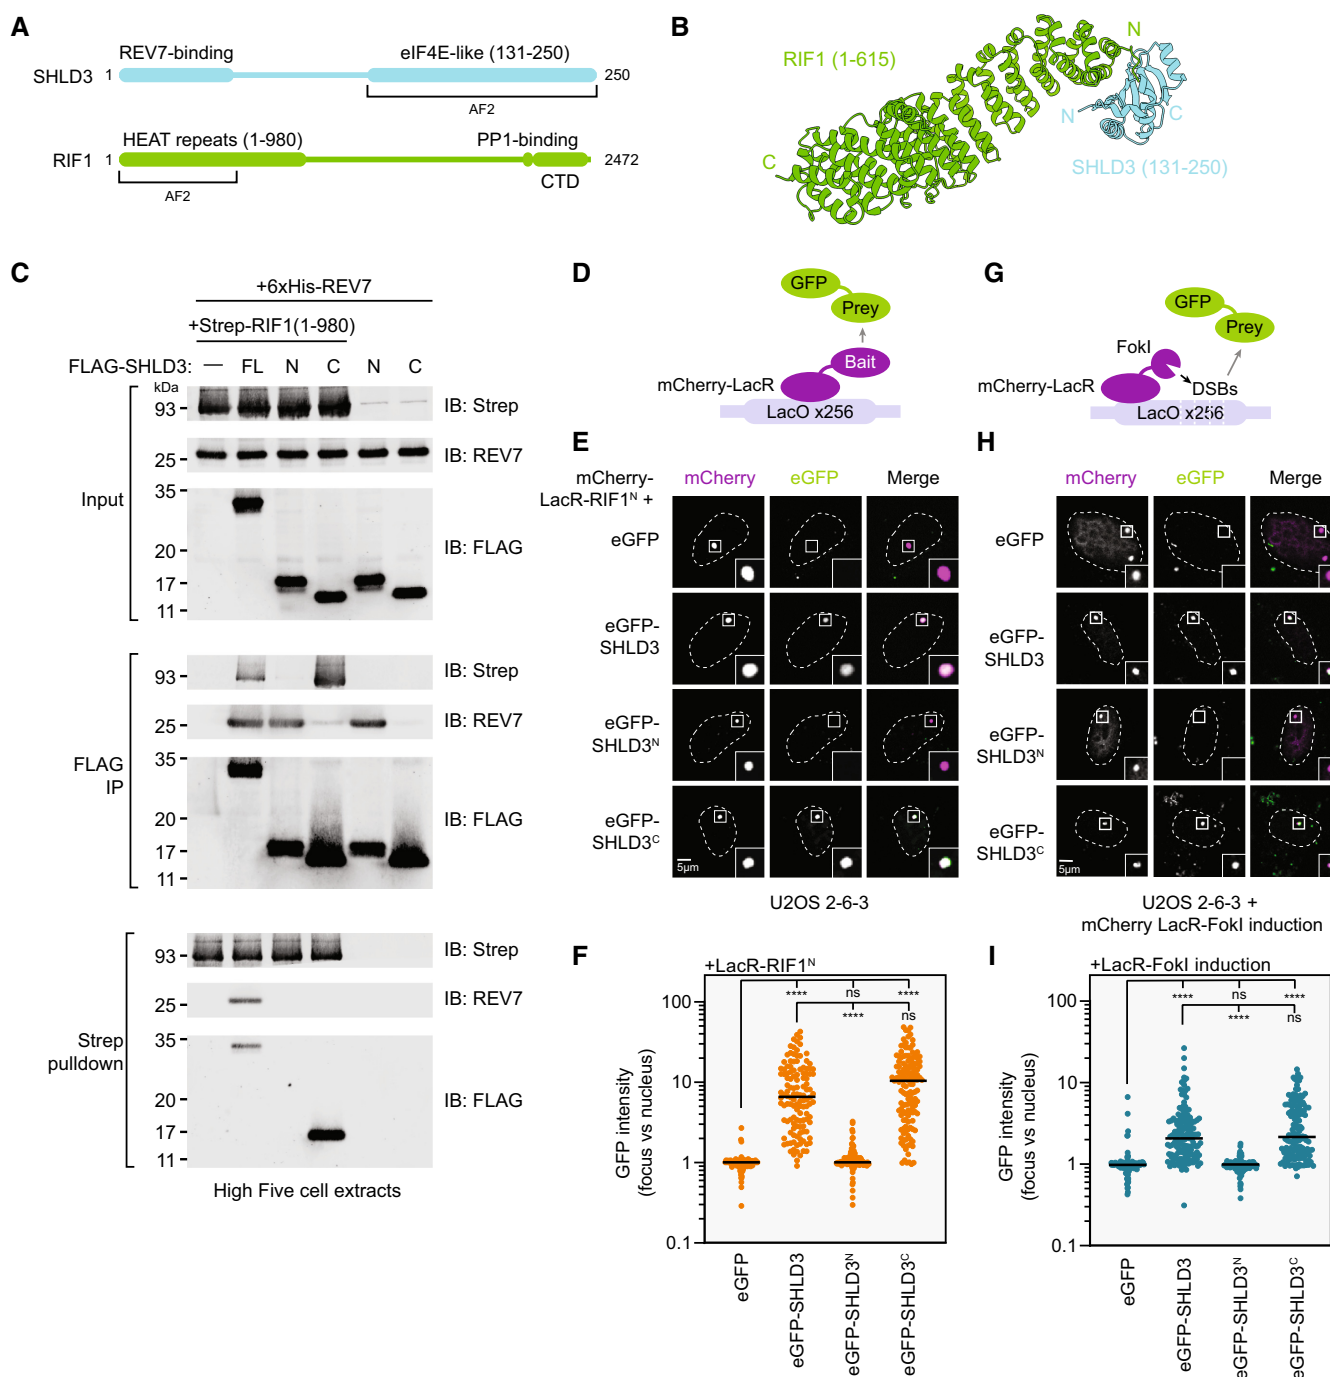 A
REV7-binding
eIF4E-like (131-250)
SHLD3 1
250
AF2
HEAT repeats (1-980)
PP1-binding
RIF1 1
2472
AF2
CTD
B
RIF1 (1-615)
N
N
C
C
SHLD3 (131-250)
C
+6xHis-REV7
+Strep-RIF1(1-980)
FLAG-SHLD3: — FL N C N C
kDa
93
IB: Strep
25
IB: REV7
Input
35
20
17
11
IB: FLAG
93
IB: Strep
25
IB: REV7
FLAG
IP
35
20
17
11
IB: FLAG
93
IB: Strep
25
IB: REV7
Strep
pulldown
35
20
17
11
IB: FLAG
High Five cell extracts
D
GFP
Prey
Bait
mCherry-LacR
LacO x256
E
mCherry-
LacR-RIF1ᴺ +
mCherry eGFP Merge
eGFP
eGFP-
SHLD3
eGFP-
SHLD3ᴺ
eGFP-
SHLD3ᶜ
5µm
U2OS 2-6-3
F
+LacR-RIF1ᴺ
**** ns ****
**** ns
GFP intensity
(focus vs nucleus)
100
10
1
0.1
eGFP
eGFP-SHLD3
eGFP-SHLD3ᴺ
eGFP-SHLD3ᶜ
G
GFP
Prey
FokI
mCherry-LacR
DSBs
LacO x256
H
mCherry eGFP Merge
eGFP
eGFP-
SHLD3
eGFP-
SHLD3ᴺ
eGFP-
SHLD3ᶜ
5µm
U2OS 2-6-3 +
mCherry LacR-FokI induction
I
+LacR-FokI induction
**** ns ****
**** ns
GFP intensity
(focus vs nucleus)
100
10
1
0.1
eGFP
eGFP-SHLD3
eGFP-SHLD3ᴺ
eGFP-SHLD3ᶜ